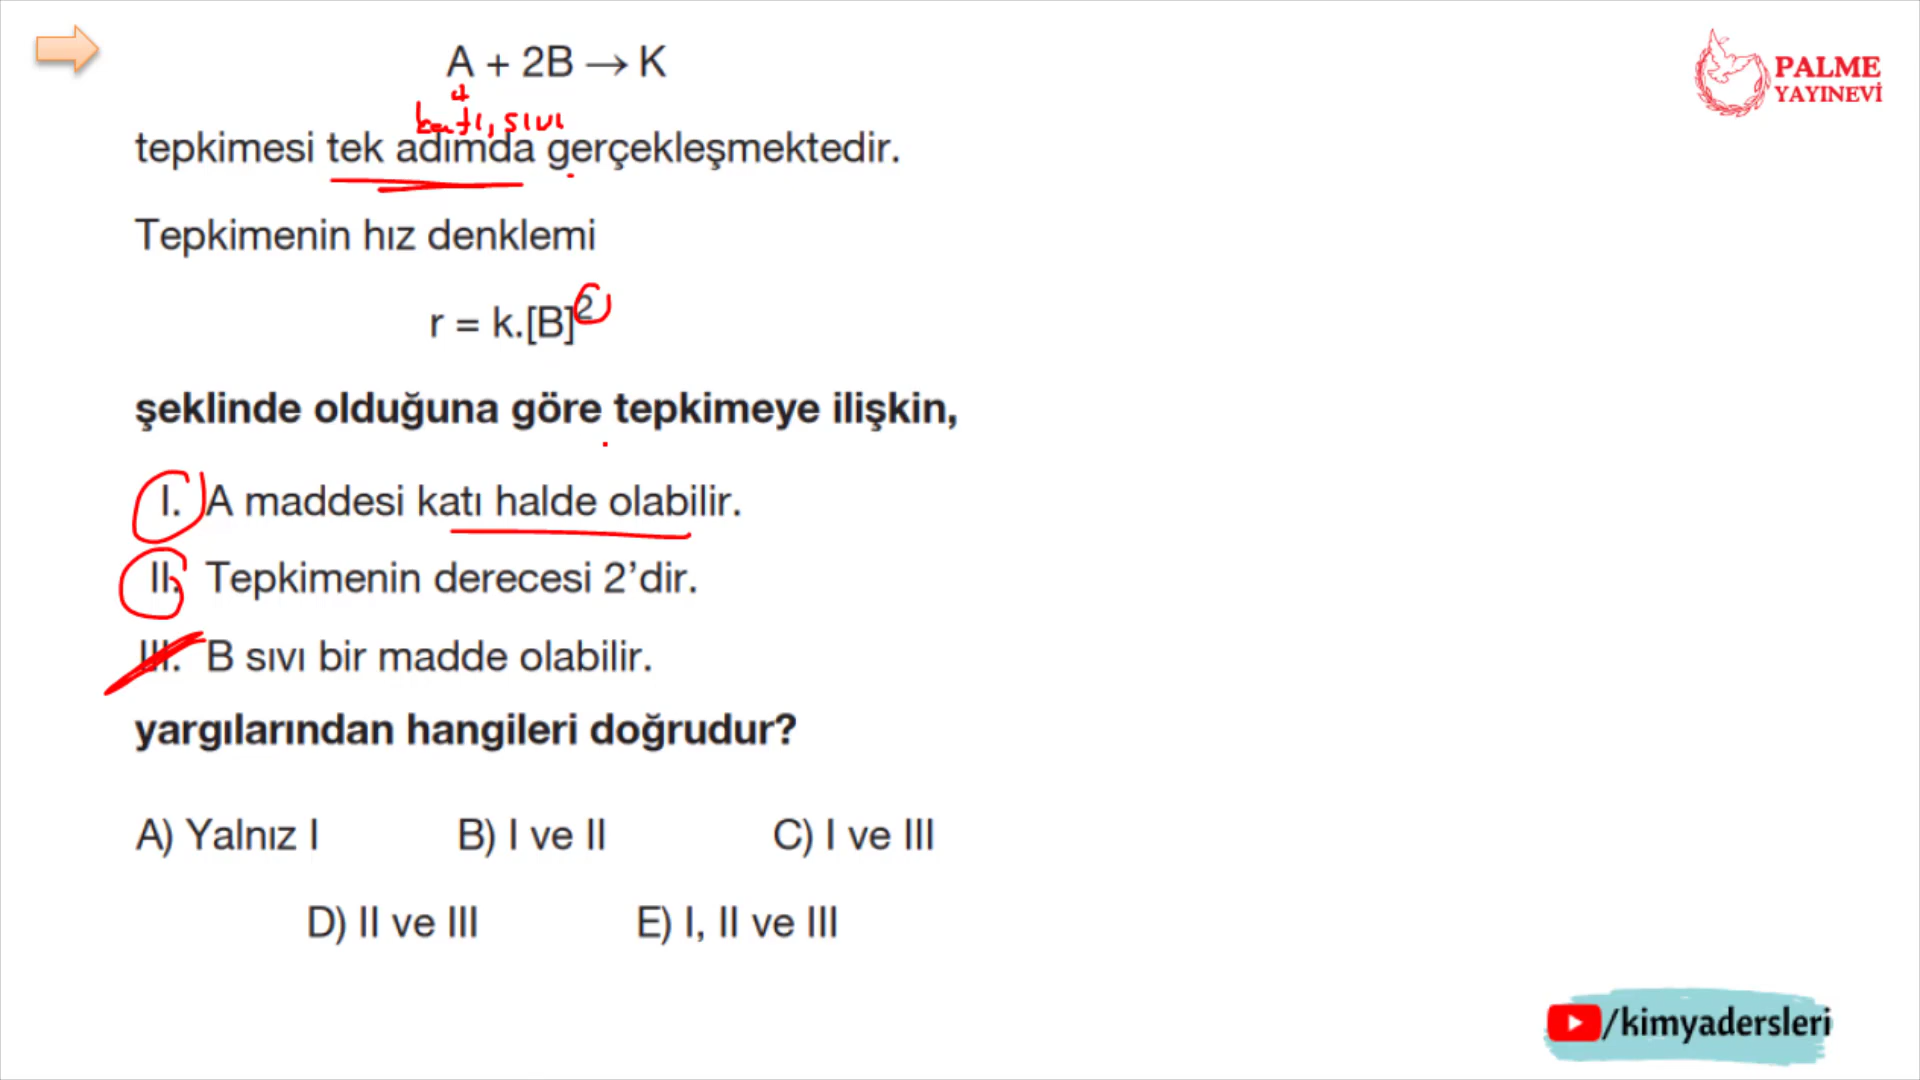 A + 2B → K
PALME
YAYINEVİ
katı, sıvı
tepkimesi tek adımda gerçekleşmektedir.
Tepkimenin hız denklemi
r = k.[B]²
şeklinde olduğuna göre tepkimeye ilişkin,
I. A maddesi katı halde olabilir.
II. Tepkimenin derecesi 2'dir.
III. B sıvı bir madde olabilir.
yargılarından hangileri doğrudur?
A) Yalnız I B) I ve II C) I ve III
D) II ve III E) I, II ve III
/kimyadersleri